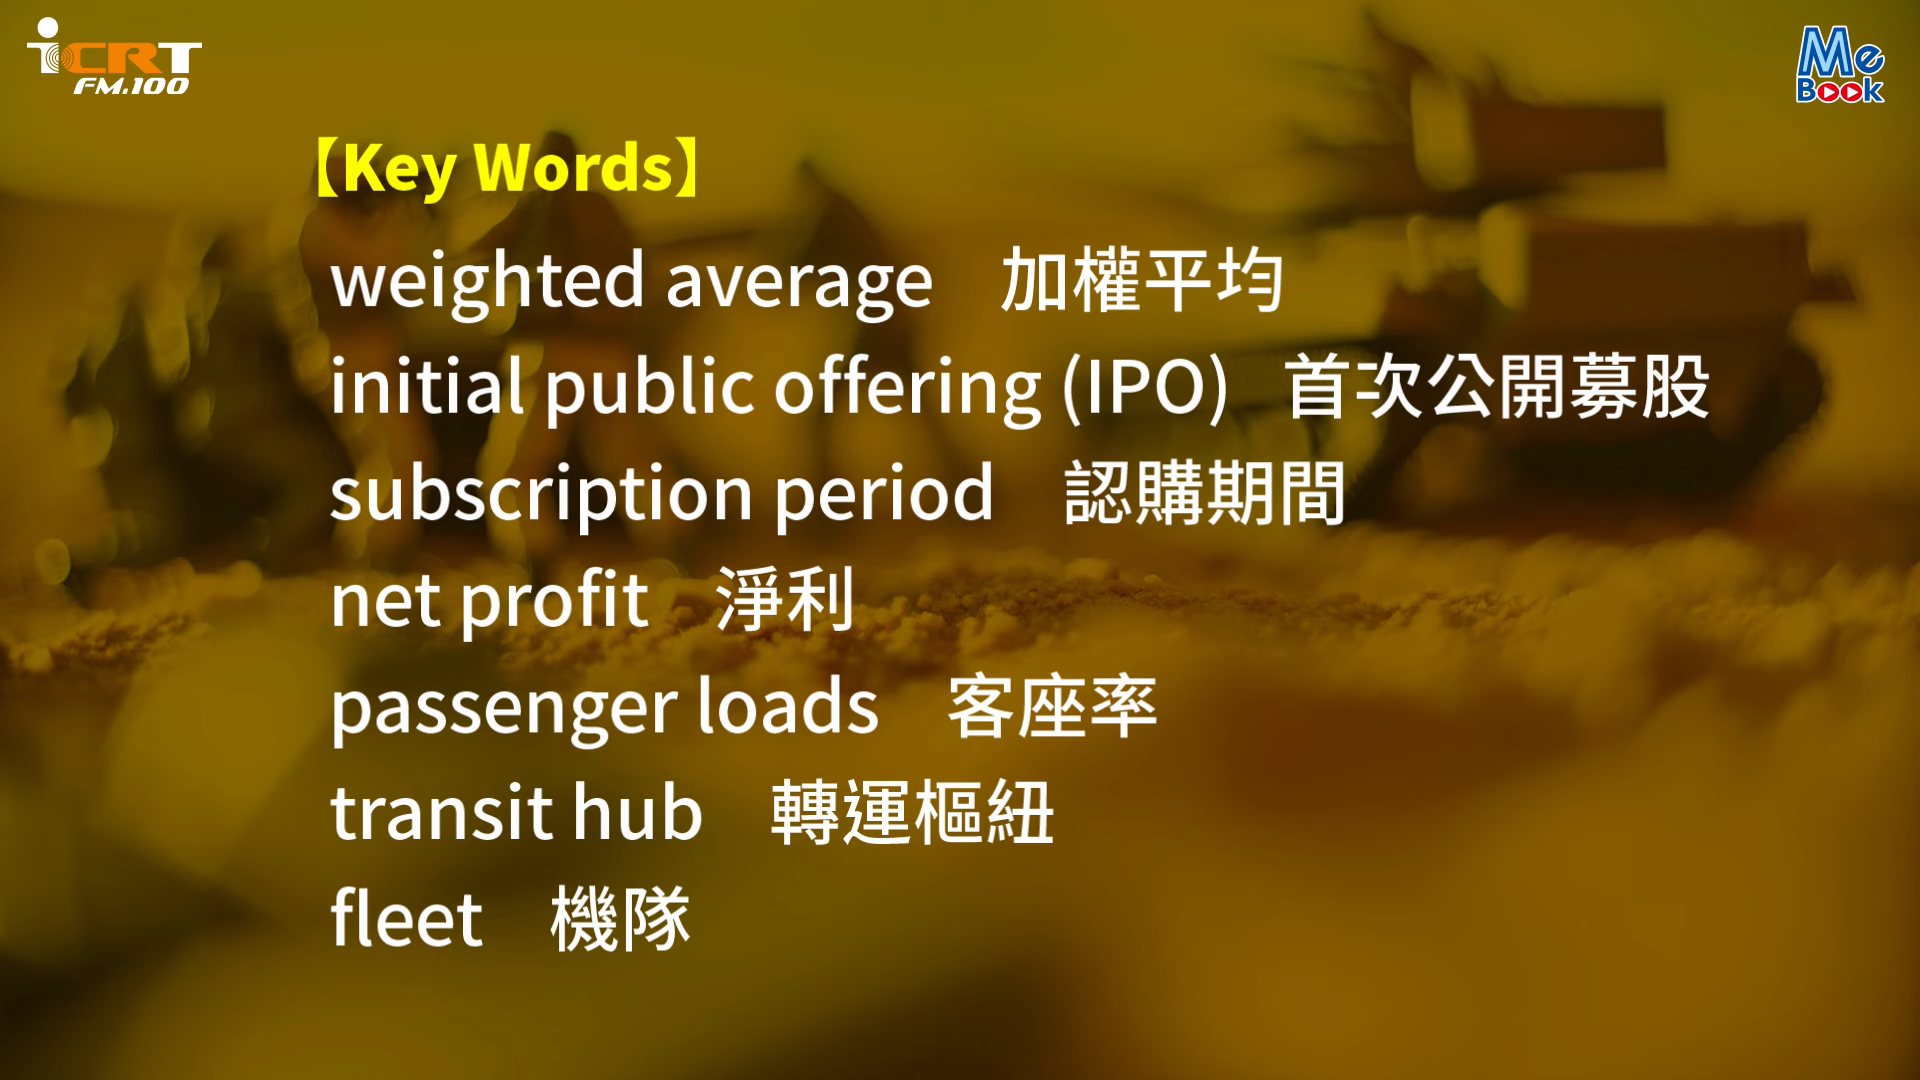 iCRT
FM.100
Me
Book
【Key Words】
weighted average 加權平均
initial public offering (IPO) 首次公開募股
subscription period 認購期間
net profit 淨利
passenger loads 客座率
transit hub 轉運樞紐
fleet 機隊